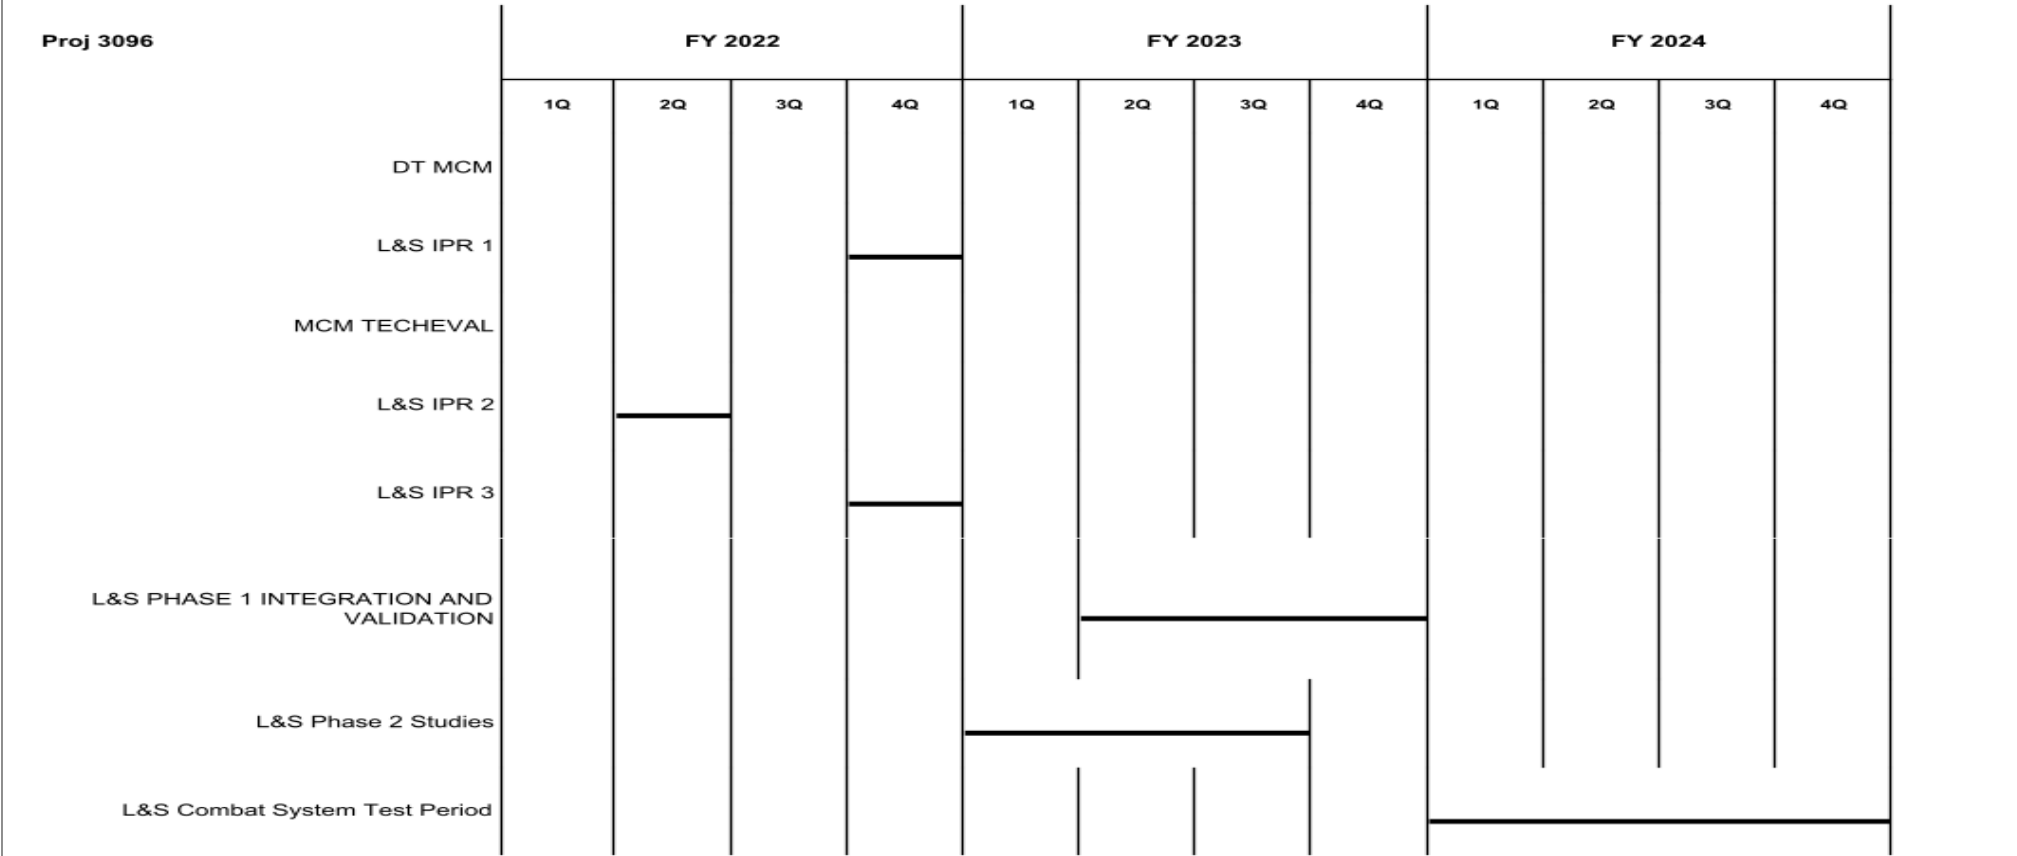 Proj 3096 FY 2022 FY 2023 FY 2024
1Q 2Q 3Q 4Q 1Q 2Q 3Q 4Q 1Q 2Q 3Q 4Q
DT MCM
L&S IPR 1
MCM TECHEVAL
L&S IPR 2
L&S IPR 3
L&S PHASE 1 INTEGRATION AND
VALIDATION
L&S Phase 2 Studies
L&S Combat System Test Period